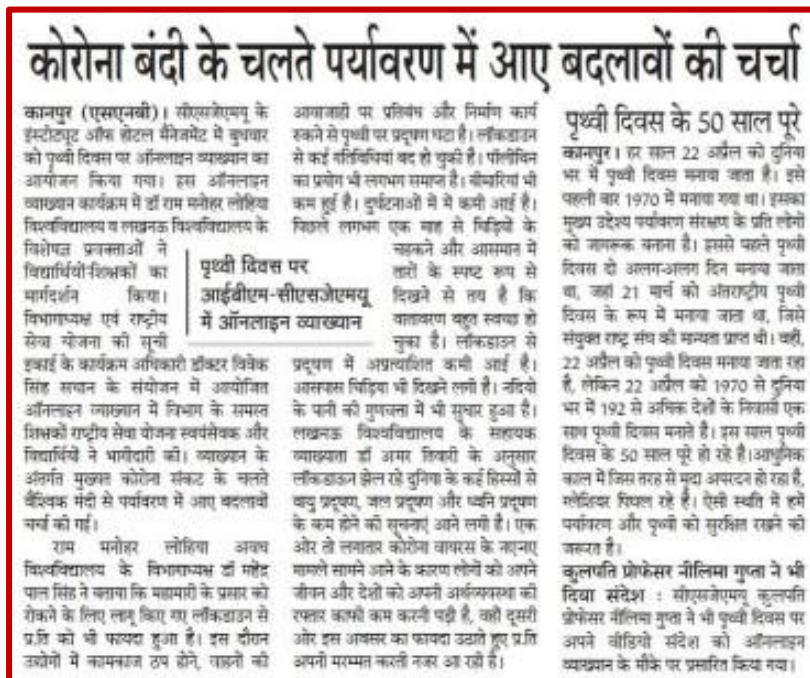 कोरोना बंदी के चलते पर्यावरण में आए बदलावों की चर्चा
कानपुर (एसएनबी)। सीएसजेएमयू के
इंस्टीट्यूट ऑफ होटल मैनेजमेंट में बुधवार
को पृथ्वी दिवस पर ऑनलाइन व्याख्यान का
आयोजन किया गया। इस ऑनलाइन
व्याख्यान कार्यक्रम में डॉ राम मनोहर लोहिया
विश्वविद्यालय व लखनऊ विश्वविद्यालय के
विशेषज्ञ प्रवक्ताओं ने
विद्यार्थियों-शिक्षकों का
मार्गदर्शन किया।
विभागाध्यक्ष एवं राष्ट्रीय
सेवा योजना की सूची
इकाई के कार्यक्रम अधिकारी डॉक्टर विवेक
सिंह सचान के संयोजन में आयोजित
ऑनलाइन व्याख्यान में विभाग के समस्त
शिक्षकों राष्ट्रीय सेवा योजना स्वयंसेवक और
विद्यार्थियों ने भागीदारी की। व्याख्यान के
अंतर्गत मुख्यत कोरोना संकट के चलते
वैश्विक मंदी से पर्यावरण में आए बदलावों
चर्चा की गई।
राम मनोहर लोहिया अवध
विश्वविद्यालय के विभागाध्यक्ष डॉ महेंद्र
पाल सिंह ने बताया कि महामारी के प्रसार को
रोकने के लिए लागू किए गए लॉकडाउन से
प्र.ति को भी फायदा हुआ है। इस दौरान
उद्योगों में कामकाज ठप होने, वाहनों की
पृथ्वी दिवस पर
आईबीएम-सीएसजेएमयू
में ऑनलाइन व्याख्यान
आवाजाही पर प्रतिबंध और निर्माण कार्य
रुकने से पृथ्वी पर प्रदूषण घटा है। लॉकडाउन
से कई गतिविधियां बंद हो चुकी है। पॉलीथिन
का प्रयोग भी लगभग समाप्त है। बीमारियां भी
कम हुई है। दुर्घटनाओं में में कमी आई है।
पिछले लगभग एक माह से चिड़ियों के
चहकने और आसमान में
तारों के स्पष्ट रूप से
दिखने से तय है कि
वातावरण बहुत स्वच्छ हो
चुका है। लॉकडाउन से
प्रदूषण में अप्रत्याशित कमी आई है।
आसपास चिड़िया भी दिखने लगी है। नदियों
के पानी की गुणवत्ता में भी सुधार हुआ है।
लखनऊ विश्वविद्यालय के सहायक
व्याख्याता डॉ अमर तिवारी के अनुसार
लॉकडाऊन झेल रहे दुनिया के कई हिस्सों से
वायु प्रदूषण, जल प्रदूषण और ध्वनि प्रदूषण
के कम होने की सूचनाएं आने लगी है। एक
ओर तो लगातार कोरोना वायरस के नएनए
मामले सामने आने के कारण लोगों को अपने
जीवन और देशों को अपनी अर्थव्यवस्था की
रफ्तार काफी कम करनी पड़ी है, वहीं दूसरी
ओर इस अवसर का फायदा उठाते हुए प्र.ति
अपनी मरम्मत करती नजर आ रही है।
पृथ्वी दिवस के 50 साल पूरे
कानपुर। हर साल 22 अप्रैल को दुनिया
भर में पृथ्वी दिवस मनाया जाता है। इसे
पहली बार 1970 में मनाया गया था। इसका
मुख्य उद्देश्य पर्यावरण संरक्षण के प्रति लोगों
को जागरूक बनाना है। इससे पहले पृथ्वी
दिवस दो अलग-अलग दिन मनाया जाता
था, जहां 21 मार्च को अंतराष्ट्रीय पृथ्वी
दिवस के रूप में मनाया जाता था, जिसे
संयुक्त राष्ट्र संघ की मान्यता प्राप्त थी। वहीं,
22 अप्रैल को पृथ्वी दिवस मनाया जाता रहा
है, लेकिन 22 अप्रैल को 1970 से दुनिया
भर में 192 से अधिक देशों के निवासी एक
साथ पृथ्वी दिवस मनाते है। इस साल पृथ्वी
दिवस के 50 साल पूरे हो रहे है।आधुनिक
काल में जिस तरह से मृदा अपरदन हो रहा है,
ग्लेशियर पिघल रहे है। ऐसी स्थति में हमें
पर्यावरण और पृथ्वी को सुरक्षित रखने की
जरूरत है।
कुलपति प्रोफेसर नीलिमा गुप्ता ने भी
दिया संदेश : सीएसजेएमयू कुलपति
प्रोफेसर नीलिमा गुप्ता ने भी पृथ्वी दिवस पर
अपने वीडियो संदेश को ऑनलाइन
व्याख्यान के मौके पर प्रसारित किया गया।